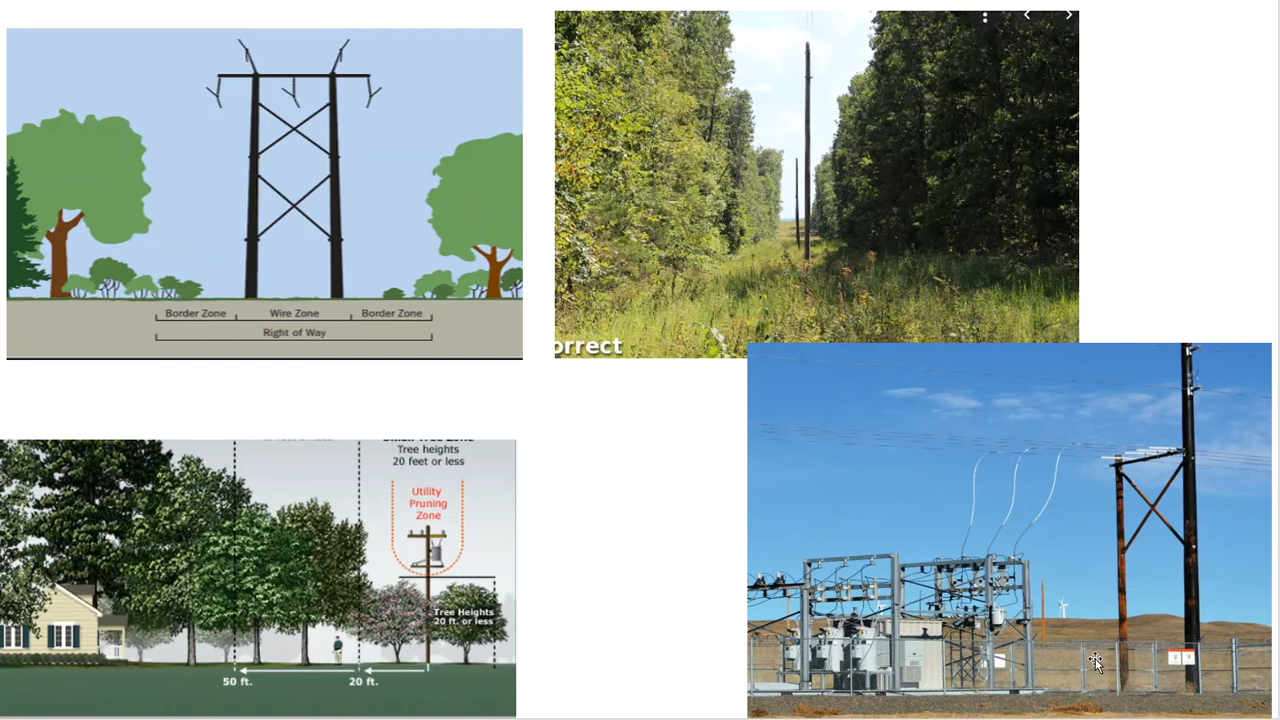 Border Zone Wire Zone Border Zone
Right of Way
orrect
Tree heights
20 feet or less
Utility
Pruning
Zone
Tree Heights
20 ft. or less
50 ft. 20 ft.